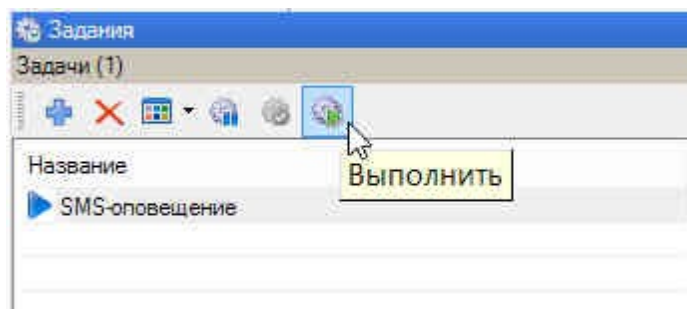 Задания
Задачи (1)
Название
Выполнить
SMS-оповещение